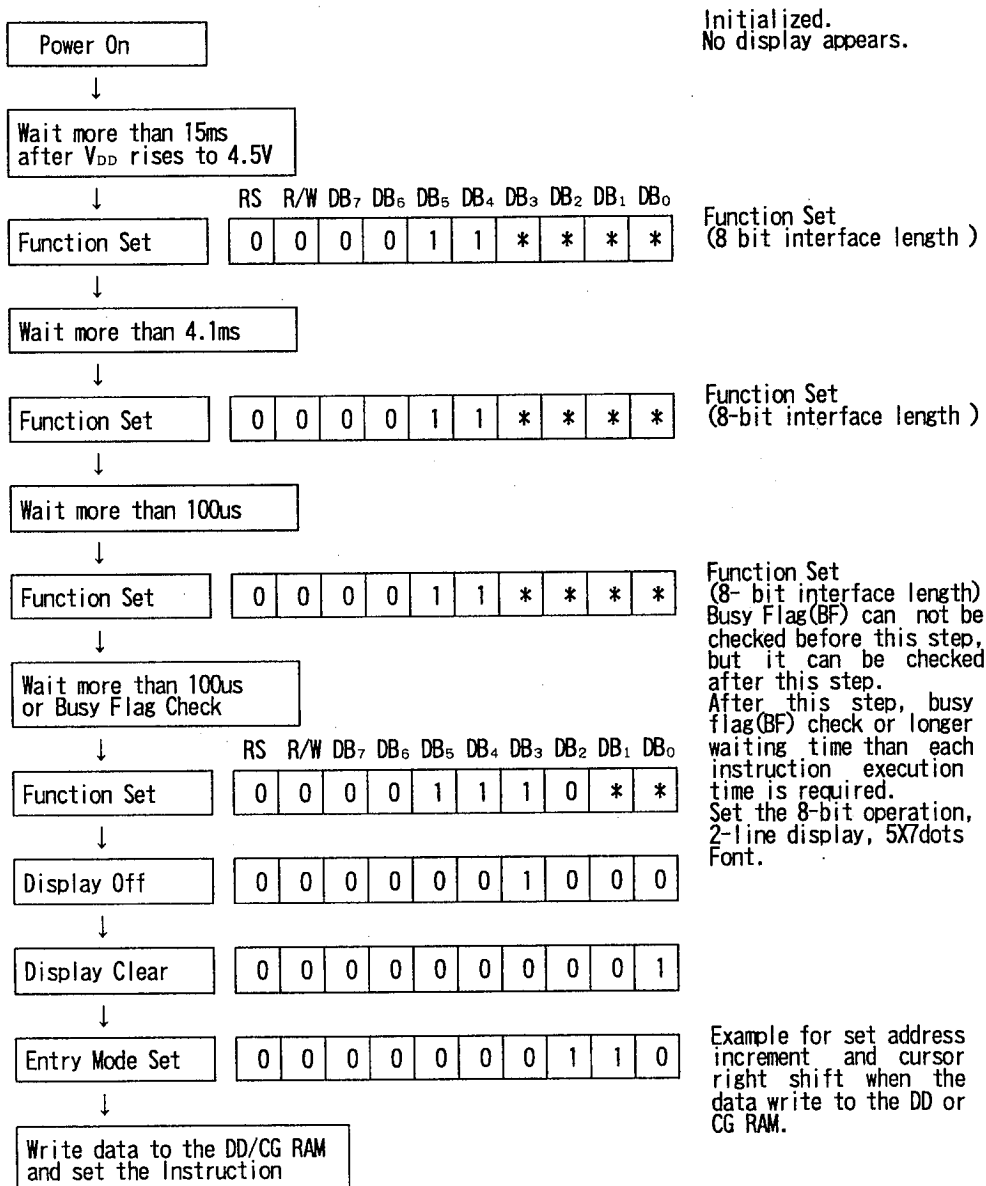 Initialized.
Power On
No display appears.
↓
Wait more than 15ms
after VDD rises to 4.5V
↓
RS R/W DB7 DB6 DB5 DB4 DB3 DB2 DB1 DB0
Function Set 0 0 0 0 1 1 * * * *
Function Set
(8 bit interface length )
↓
Wait more than 4.1ms
↓
Function Set 0 0 0 0 1 1 * * * *
Function Set
(8-bit interface length )
↓
Wait more than 100us
↓
Function Set 0 0 0 0 1 1 * * * *
Function Set
(8- bit interface length)
Busy Flag(BF) can not be
checked before this step,
but it can be checked
after this step.
After this step, busy
flag(BF) check or longer
waiting time than each
instruction execution
time is required.
Set the 8-bit operation,
2-line display, 5X7dots
Font.
↓
Wait more than 100us
or Busy Flag Check
↓
RS R/W DB7 DB6 DB5 DB4 DB3 DB2 DB1 DB0
Function Set 0 0 0 0 1 1 1 0 * *
↓
Display Off 0 0 0 0 0 0 1 0 0 0
↓
Display Clear 0 0 0 0 0 0 0 0 0 1
↓
Entry Mode Set 0 0 0 0 0 0 0 1 1 0
Example for set address
increment and cursor
right shift when the
data write to the DD or
CG RAM.
↓
Write data to the DD/CG RAM
and set the Instruction